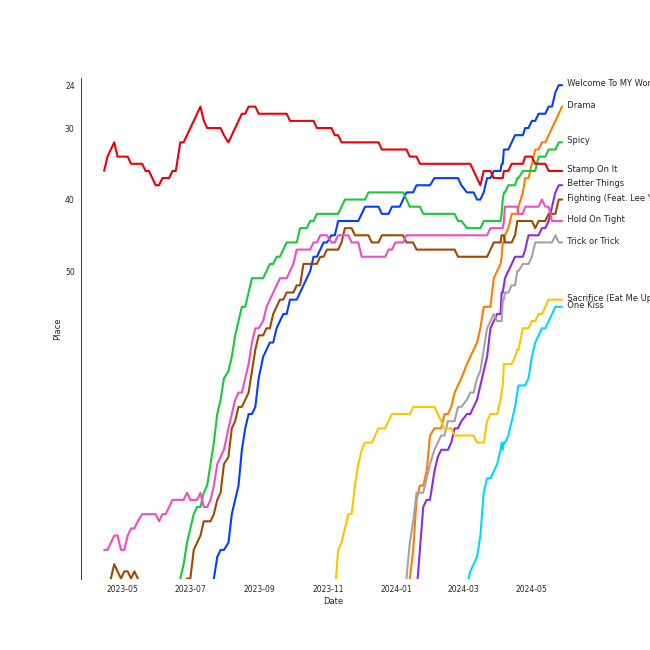 24
30
40
50
Place
Welcome To MY Wor
Drama
Spicy
Stamp On It
Better Things
Fighting (Feat. Lee Y
Hold On Tight
Trick or Trick
Sacrifice (Eat Me Up
One Kiss
2023-05
2023-07
2023-09
2023-11
2024-01
2024-03
2024-05
Date